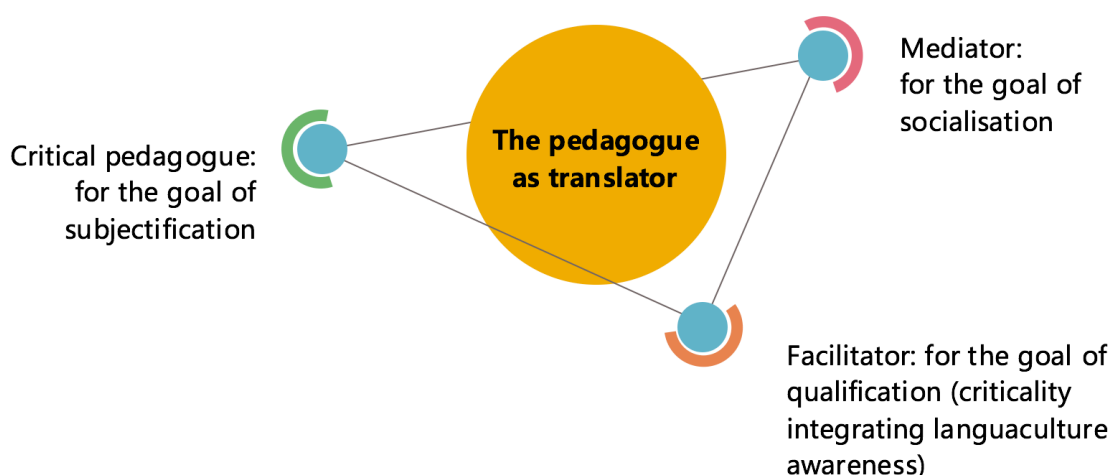 Mediator:
for the goal of
socialisation
The pedagogue
as translator
Critical pedagogue:
for the goal of
subjectification
Facilitator: for the goal of
qualification (criticality
integrating languaculture
awareness)